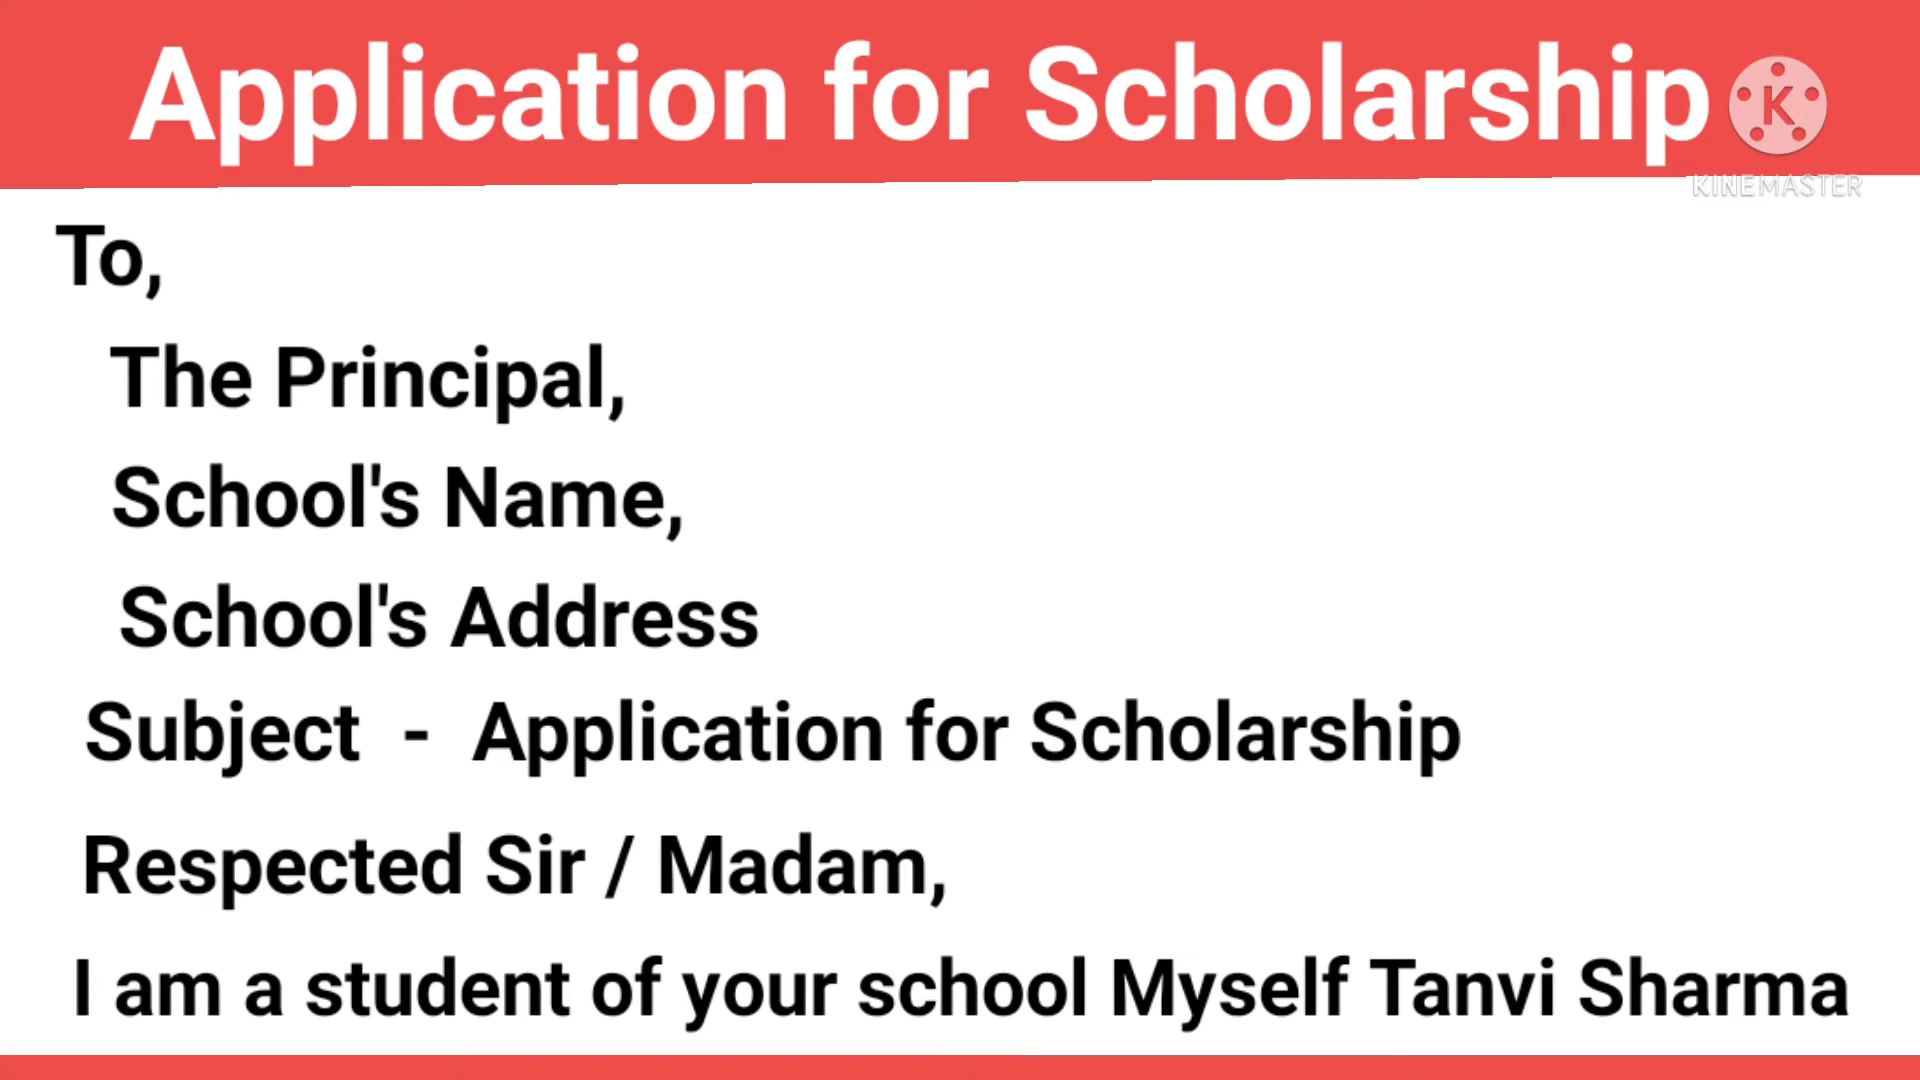 Application for Scholarship
K
KINEMASTER
To,
The Principal,
School's Name,
School's Address
Subject - Application for Scholarship
Respected Sir / Madam,
I am a student of your school Myself Tanvi Sharma